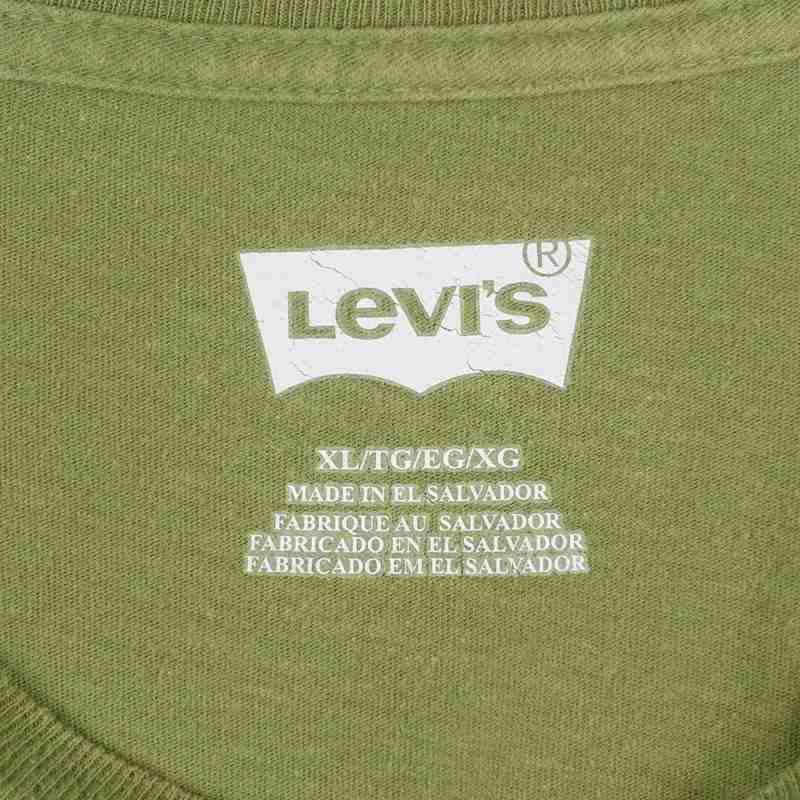 LEVI'S ®
XL/TG/EG/XG
MADE IN EL SALVADOR
FABRIQUE AU SALVADOR
FABRICADO EN EL SALVADOR
FABRICADO EM EL SALVADOR